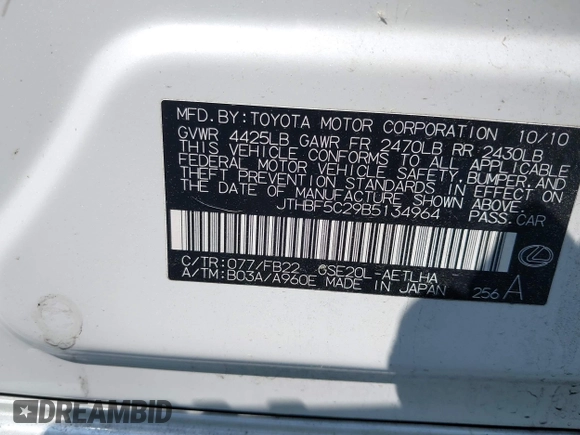 MFD. BY: TOYOTA MOTOR CORPORATION 10/10
GVWR 4425LB GAWR FR 2470LB RR 2430LB
THIS VEHICLE CONFORMS TO ALL APPLICABLE
FEDERAL MOTOR VEHICLE SAFETY, BUMPER, AND
THEFT PREVENTION STANDARDS IN EFFECT ON
THE DATE OF MANUFACTURE SHOWN ABOVE.
JTHBF5C29B5134964 PASS. CAR
C/TR: 077/FB22 GSE20L-AETLHA
A/TM: B03A/A960E MADE IN JAPAN 256 A
DREAMBID